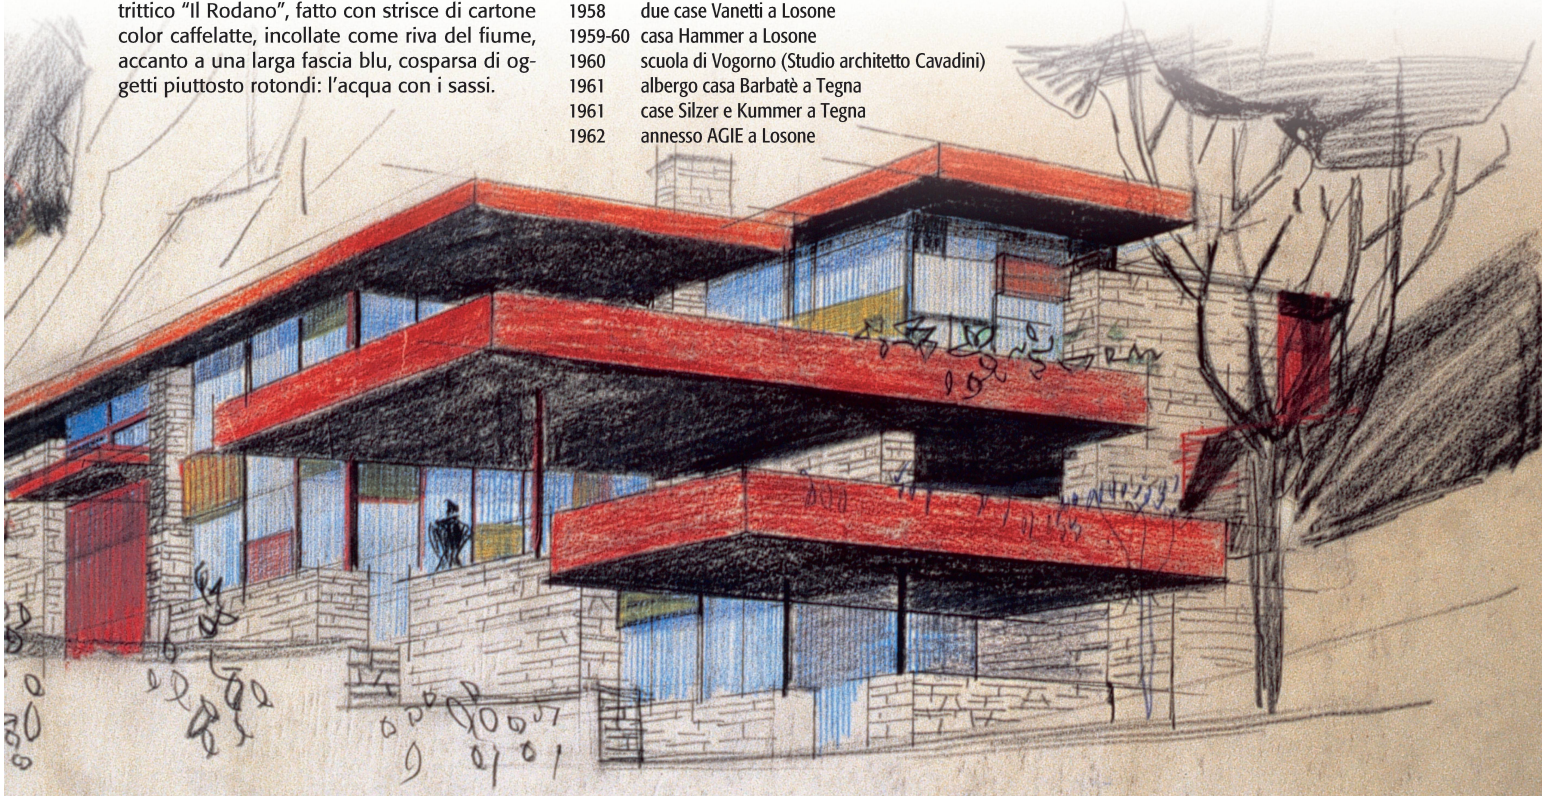 trittico “Il Rodano”, fatto con strisce di cartone
color caffelatte, incollate come riva del fiume,
accanto a una larga fascia blu, cosparsa di og-
getti piuttosto rotondi: l’acqua con i sassi.
1958 due case Vanetti a Losone
1959-60 casa Hammer a Losone
1960 scuola di Vogorno (Studio architetto Cavadini)
1961 albergo casa Barbatè a Tegna
1961 case Silzer e Kummer a Tegna
1962 annesso AGIE a Losone